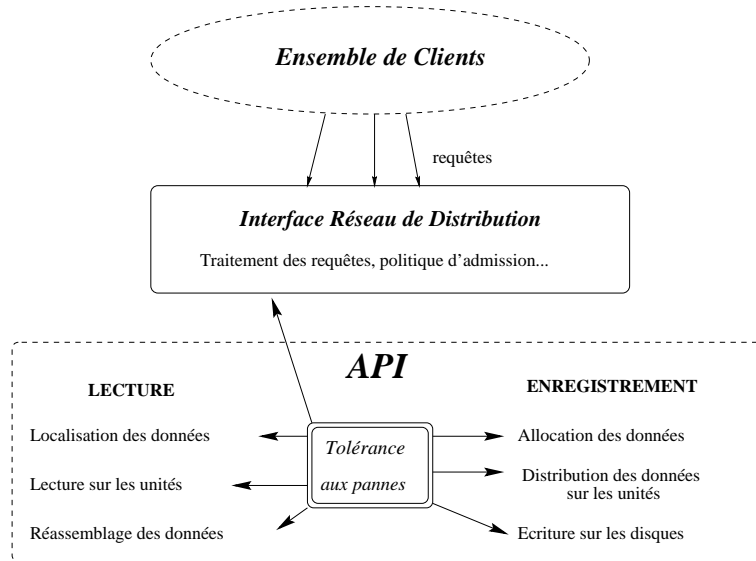 Ensemble de Clients
requêtes
Interface Réseau de Distribution
Traitement des requêtes, politique d'admission...
API
LECTURE
Localisation des données
Lecture sur les unités
Réassemblage des données
Tolérance
aux pannes
ENREGISTREMENT
Allocation des données
Distribution des données
sur les unités
Ecriture sur les disques